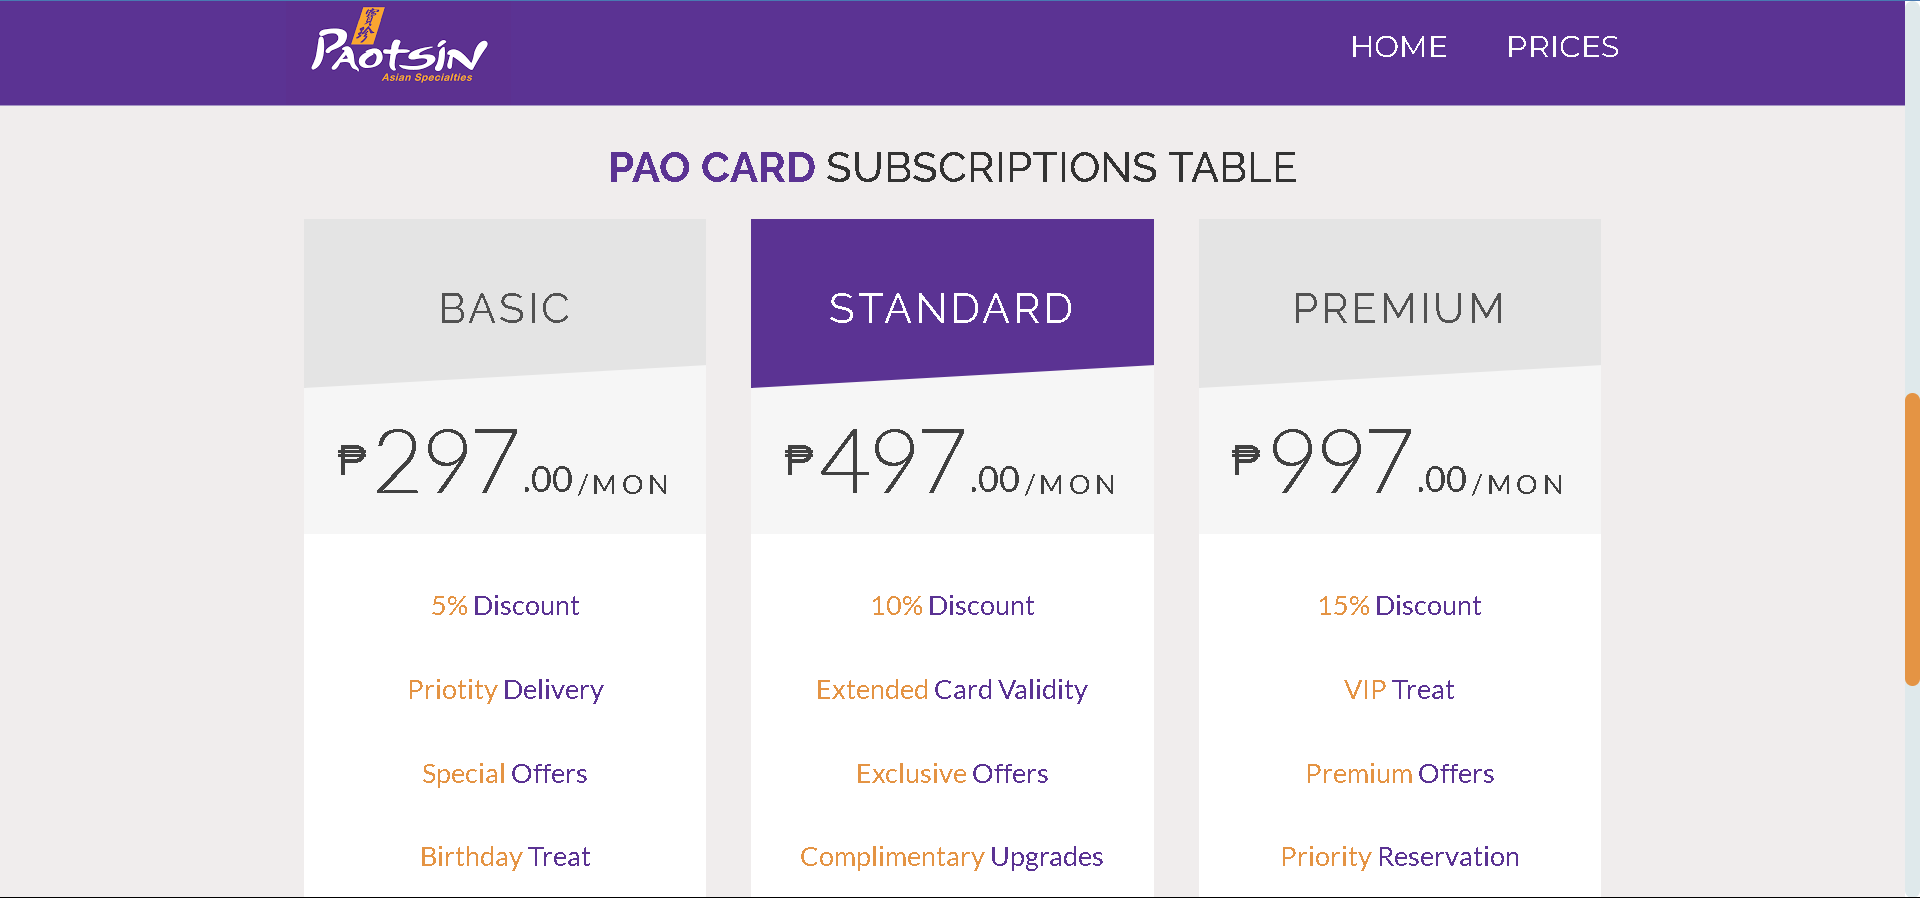 寶珍
PAOTSIN
Asian Specialties
HOME PRICES
PAO CARD SUBSCRIPTIONS TABLE
BASIC
₱297.00/MON
5% Discount
Priotity Delivery
Special Offers
Birthday Treat
STANDARD
₱497.00/MON
10% Discount
Extended Card Validity
Exclusive Offers
Complimentary Upgrades
PREMIUM
₱997.00/MON
15% Discount
VIP Treat
Premium Offers
Priority Reservation